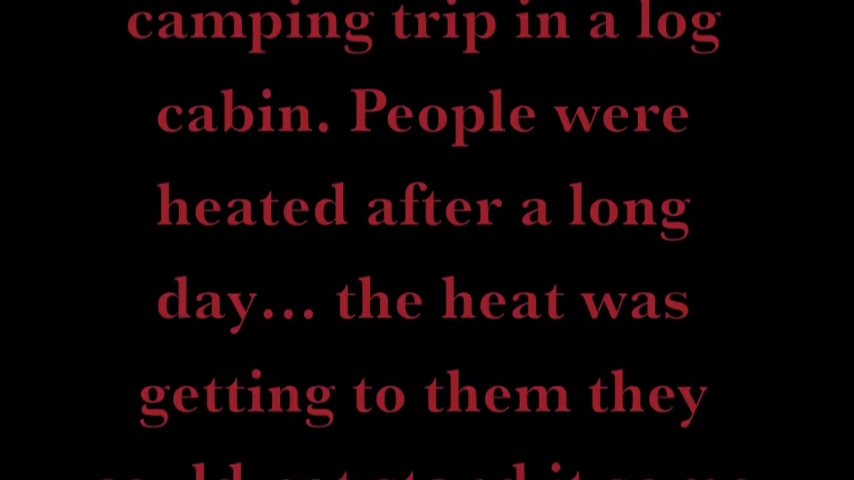 camping trip in a log
cabin. People were
heated after a long
day... the heat was
getting to them they